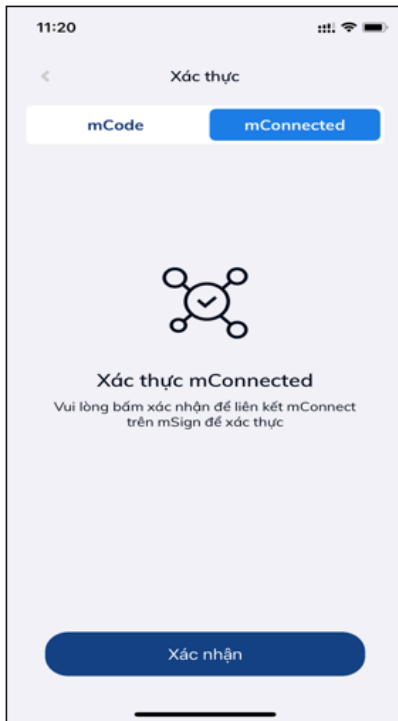 11:20
Xác thực
mCode
mConnected
Xác thực mConnected
Vui lòng bấm xác nhận để liên kết mConnect
trên mSign để xác thực
Xác nhận